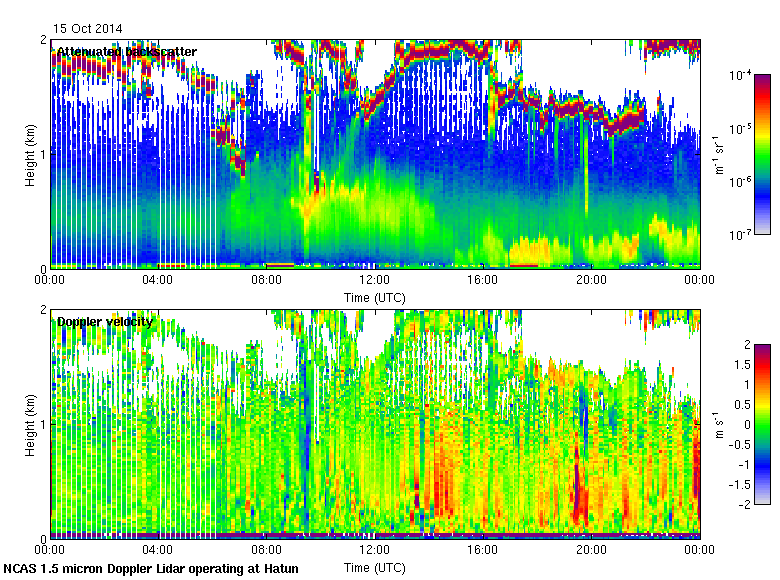 15 Oct 2014
2
Attenuated backscatter
1
0
Height (km)
00:00 04:00 08:00 12:00 16:00 20:00 00:00
Time (UTC)
10-4
10-5
10-6
10-7
m-1 sr-1
2
Doppler velocity
1
0
Height (km)
00:00 04:00 08:00 12:00 16:00 20:00 00:00
Time (UTC)
2
1.5
1
0.5
0
-0.5
-1
-1.5
-2
m s-1
NCAS 1.5 micron Doppler Lidar operating at Hatun